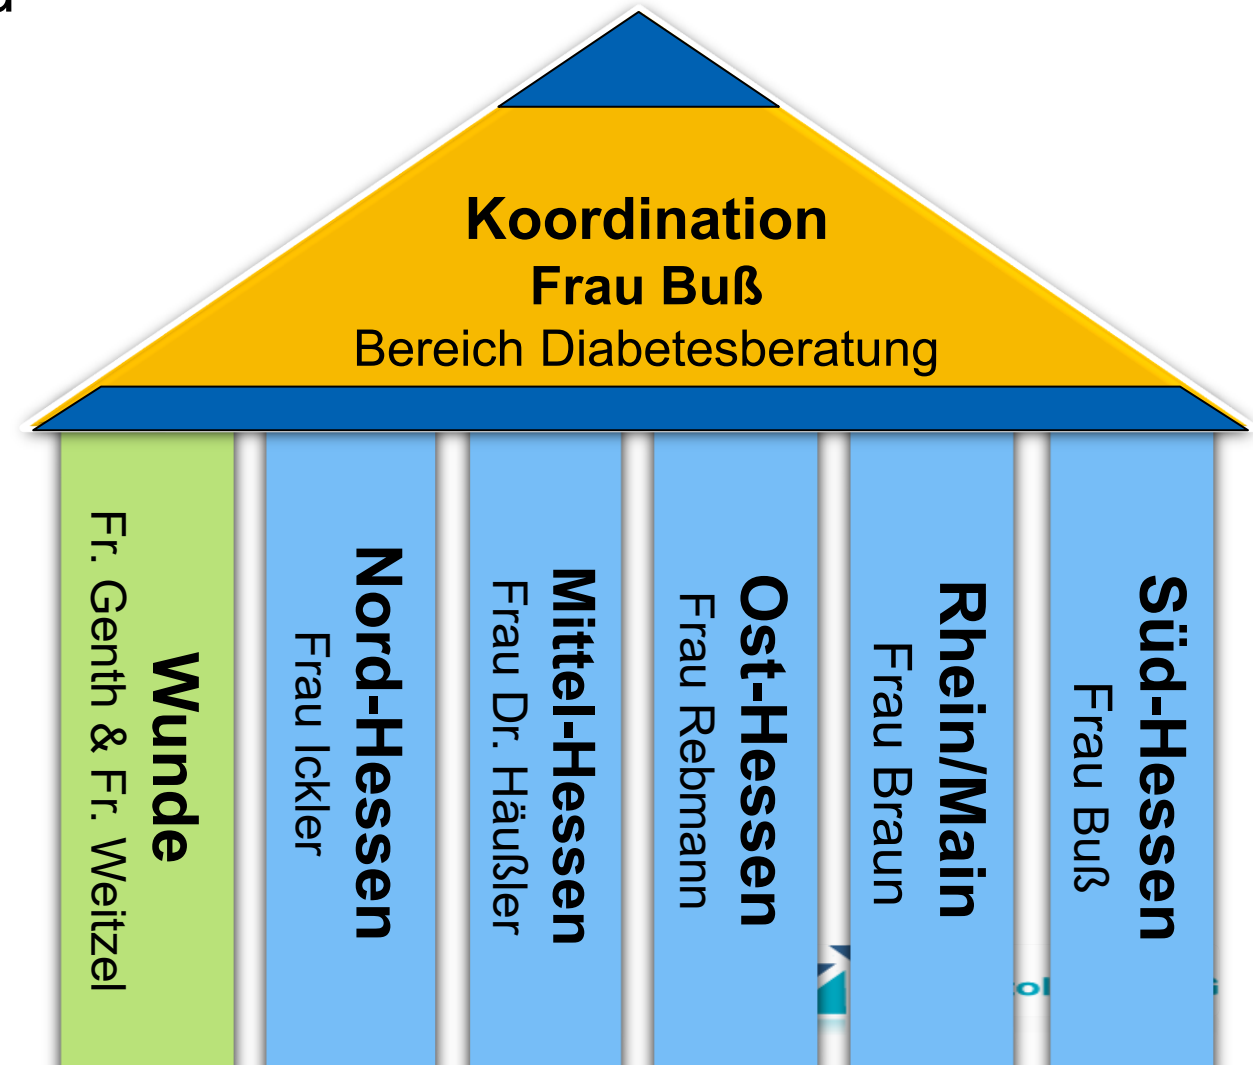 Koordination
Frau Buß
Bereich Diabetesberatung
Wunde
Fr. Genth & Fr. Weitzel
Nord-Hessen
Frau Ickler
Mittel-Hessen
Frau Dr. Häußler
Ost-Hessen
Frau Rebmann
Rhein/Main
Frau Braun
Süd-Hessen
Frau Buß